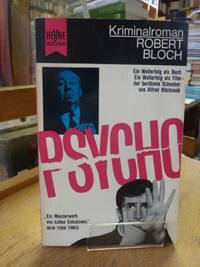 HEYNE
BÜCHER
Kriminalroman
ROBERT
BLOCH
Ein Welterfolg als Buch
Ein Welterfolg als Film–
der berühmte Schocker
von Alfred Hitchcock
PSYCHO
„Ein Meisterwerk
des kalten Entsetzens"
NEW YORK TIMES